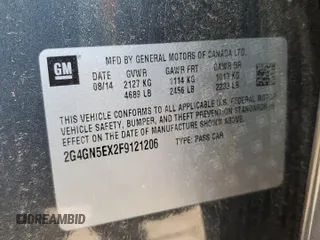 GM
MFD BY GENERAL MOTORS OF CANADA LTD.
08/14 GVWR GAWR FRT GAWR RR
2127 KG 1114 KG 1013 KG
4689 LB 2456 LB 2233 LB
THIS VEHICLE CONFORMS TO ALL APPLICABLE U.S. FEDERAL MOTOR
VEHICLE SAFETY, BUMPER, AND THEFT PREVENTION STANDARDS
IN EFFECT ON THE DATE OF MANUFACTURE SHOWN ABOVE.
2G4GN5EX2F9121206 TYPE: PASS CAR
DREAMBID